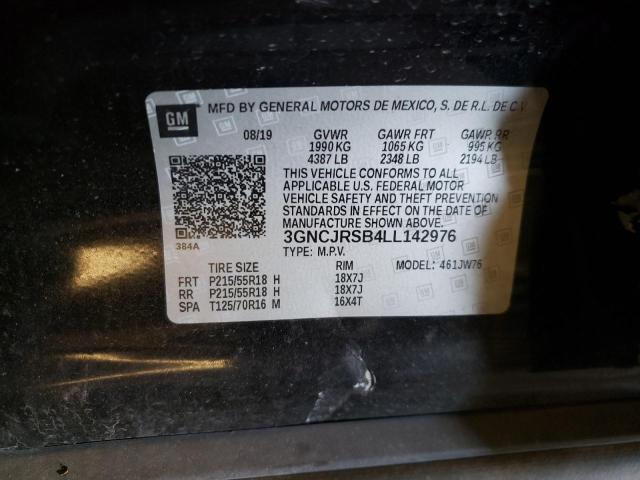 GM MFD BY GENERAL MOTORS DE MEXICO, S. DE R.L. DE C.V.
08/19 GVWR GAWR FRT GAWR RR
1990 KG 1065 KG 995 KG
4387 LB 2348 LB 2194 LB
THIS VEHICLE CONFORMS TO ALL
APPLICABLE U.S. FEDERAL MOTOR
VEHICLE SAFETY AND THEFT PREVENTION
STANDARDS IN EFFECT ON THE DATE OF
MANUFACTURE SHOWN ABOVE.
384A 3GNCJRSB4LL142976
TYPE: M.P.V.
TIRE SIZE RIM MODEL: 461JW76
FRT P215/55R18 H 18X7J
RR P215/55R18 H 18X7J
SPA T125/70R16 M 16X4T